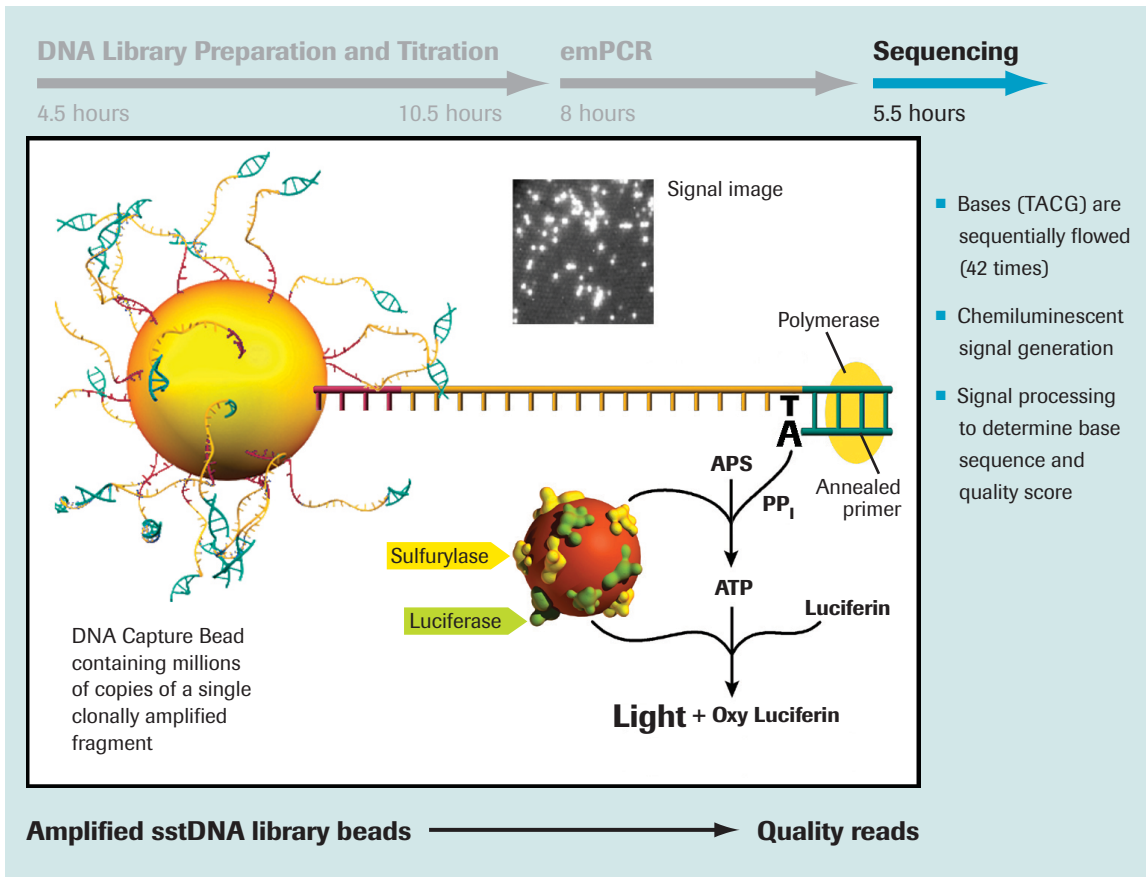 DNA Library Preparation and Titration
emPCR
Sequencing
4.5 hours
10.5 hours
8 hours
5.5 hours
Signal image
Bases (TACG) are
sequentially flowed
(42 times)
Chemiluminescent
signal generation
Signal processing
to determine base
sequence and
quality score
Polymerase
T
A
Annealed
primer
APS
PPI
Sulfurylase
Luciferase
ATP
Luciferin
Light + Oxy Luciferin
DNA Capture Bead
containing millions
of copies of a single
clonally amplified
fragment
Amplified sstDNA library beads
Quality reads